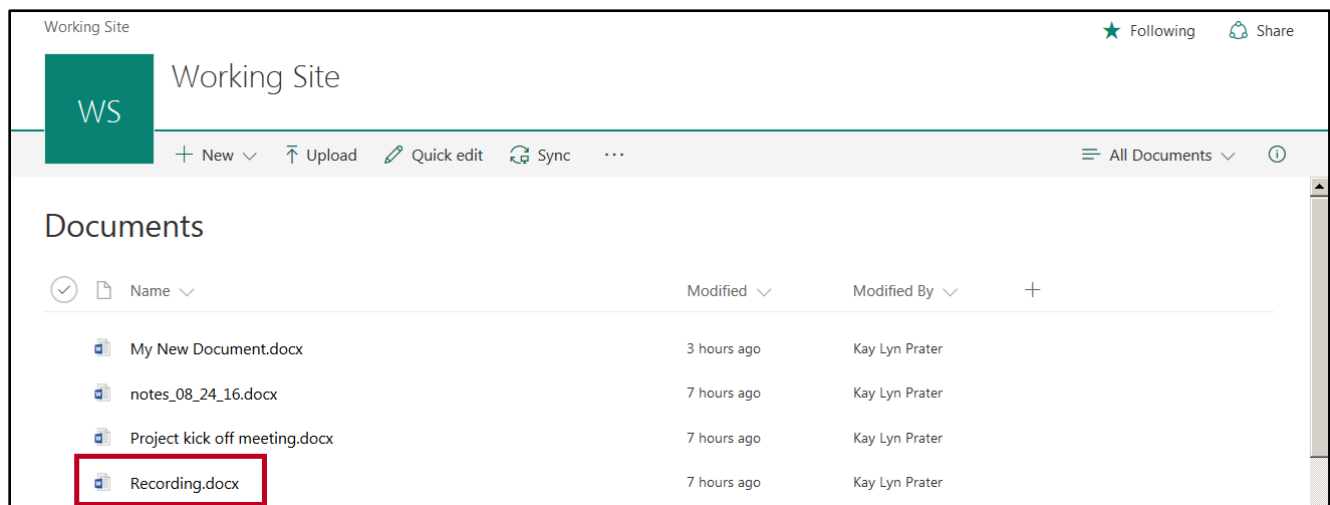 Working Site
Following Share
Working Site
WS
New Upload Quick edit Sync ... All Documents
Documents
Name Modified Modified By
My New Document.docx 3 hours ago Kay Lyn Prater
notes_08_24_16.docx 7 hours ago Kay Lyn Prater
Project kick off meeting.docx 7 hours ago Kay Lyn Prater
Recording.docx 7 hours ago Kay Lyn Prater